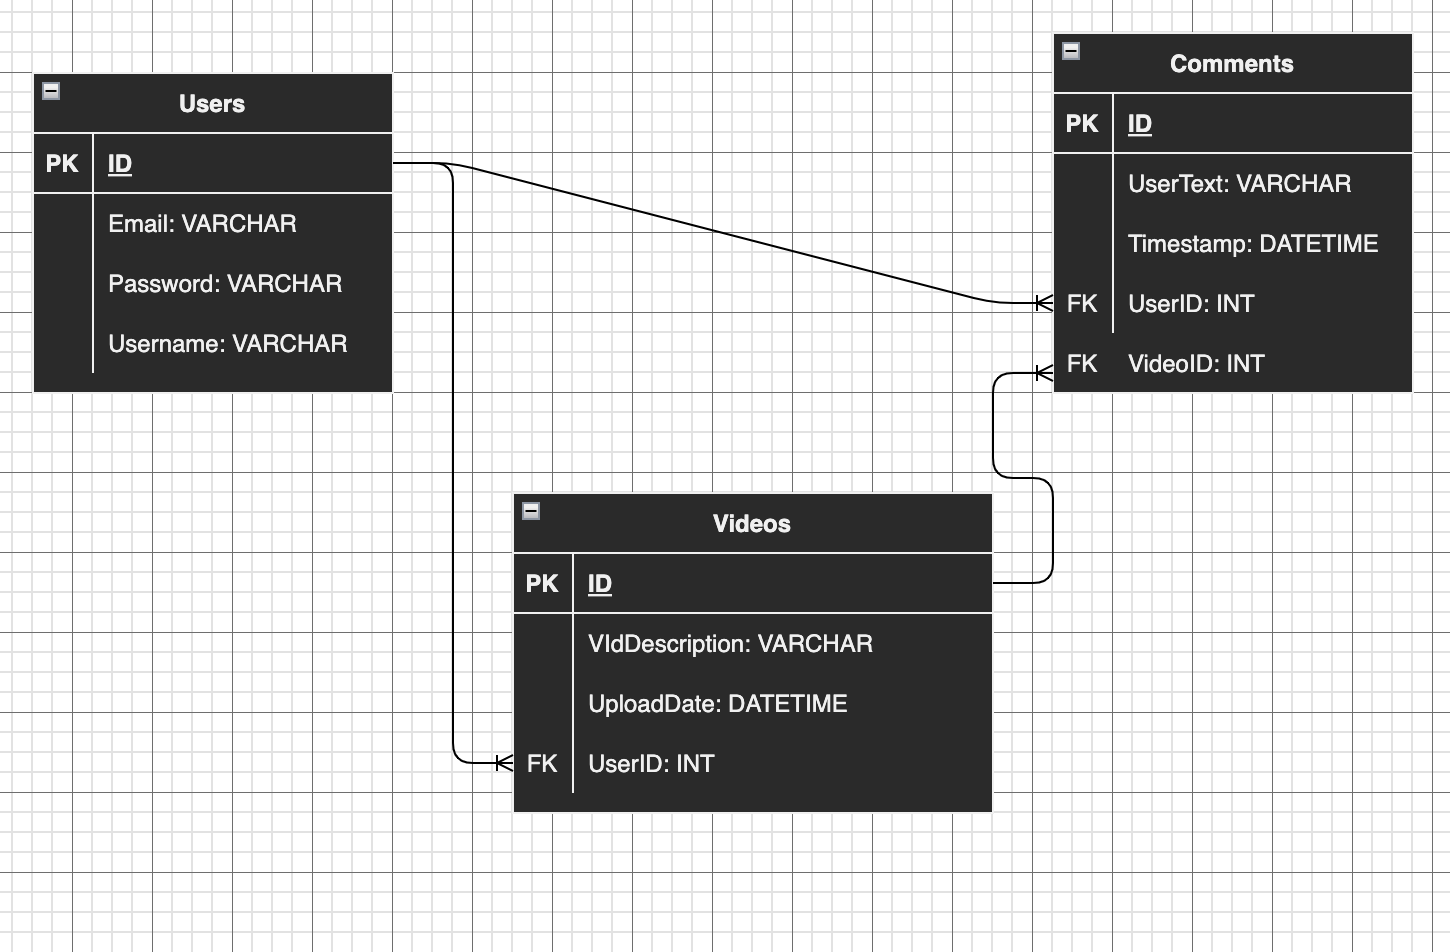 Users
PK ID
Email: VARCHAR
Password: VARCHAR
Username: VARCHAR
Comments
PK ID
UserText: VARCHAR
Timestamp: DATETIME
FK UserID: INT
FK VideoID: INT
Videos
PK ID
VIdDescription: VARCHAR
UploadDate: DATETIME
FK UserID: INT